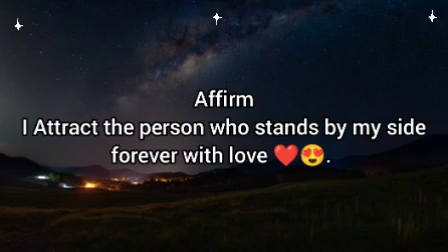 Affirm
I Attract the person who stands by my side
forever with love ❤️😍.